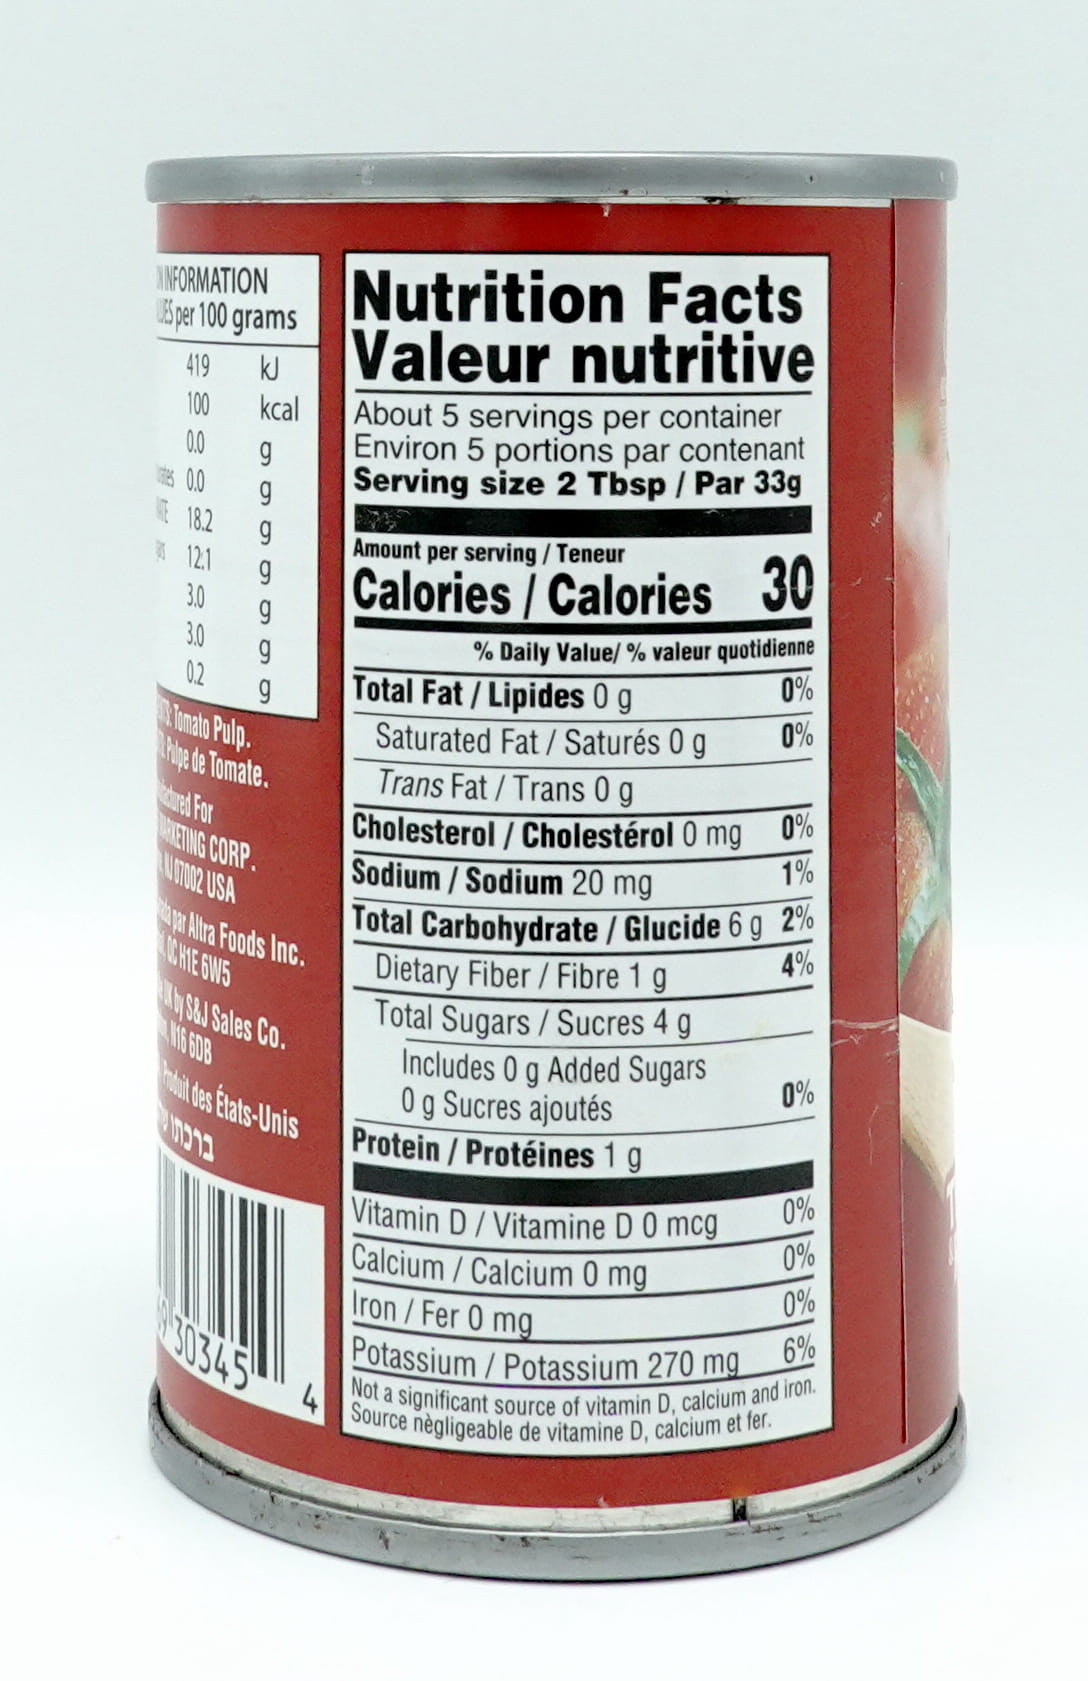 INFORMATION
per 100 grams
419 kJ
100 kcal
0.0 g
0.0 g
18.2 g
12.1 g
3.0 g
3.0 g
0.2 g
Tomato Pulp.
Pulpe de Tomate.
For
MARKETING CORP.
NJ 07002 USA
par Altra Foods Inc.
QC H1E 6W5
UK by S&J Sales Co.
N16 6DB
Produit des États-Unis
ברכתו
30345 4
Nutrition Facts
Valeur nutritive
About 5 servings per container
Environ 5 portions par contenant
Serving size 2 Tbsp / Par 33g
Amount per serving / Teneur
Calories / Calories 30
% Daily Value/ % valeur quotidienne
Total Fat / Lipides 0 g 0%
Saturated Fat / Saturés 0 g 0%
Trans Fat / Trans 0 g
Cholesterol / Cholestérol 0 mg 0%
Sodium / Sodium 20 mg 1%
Total Carbohydrate / Glucide 6 g 2%
Dietary Fiber / Fibre 1 g 4%
Total Sugars / Sucres 4 g
Includes 0 g Added Sugars
0 g Sucres ajoutés 0%
Protein / Protéines 1 g
Vitamin D / Vitamine D 0 mcg 0%
Calcium / Calcium 0 mg 0%
Iron / Fer 0 mg 0%
Potassium / Potassium 270 mg 6%
Not a significant source of vitamin D, calcium and iron.
Source nègligeable de vitamine D, calcium et fer.